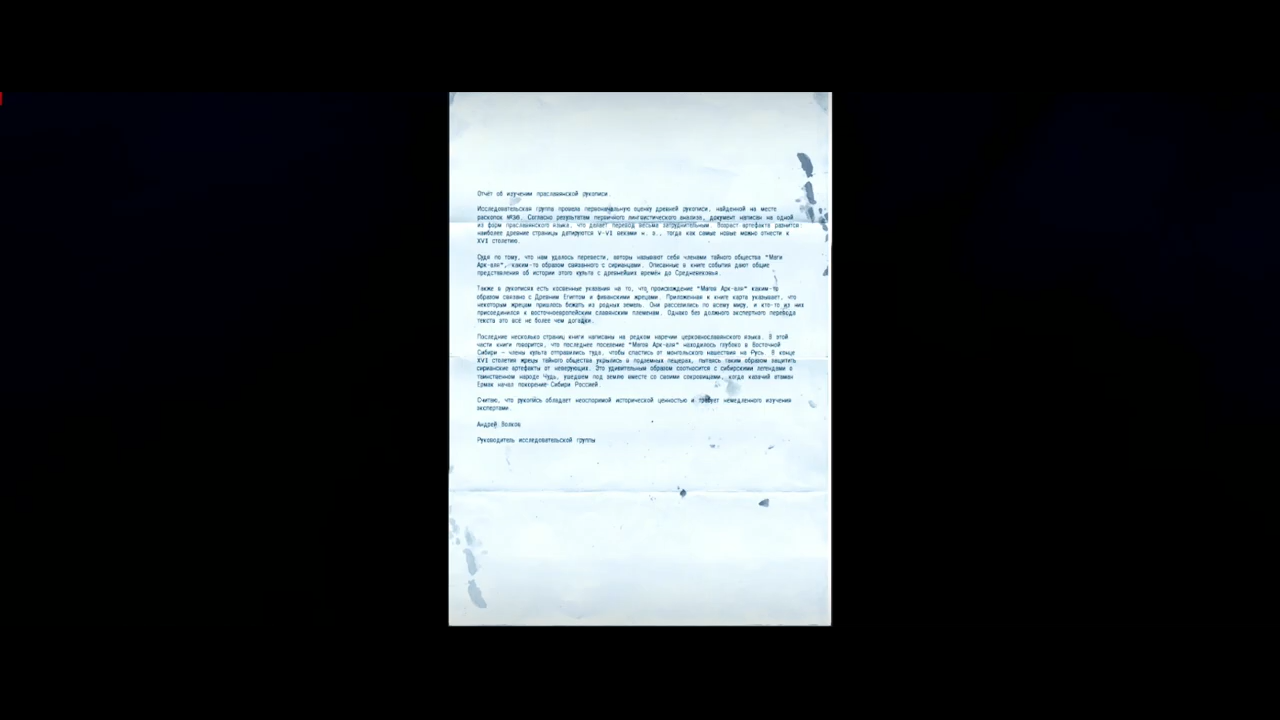 Отчёт об изучении праславянской рукописи.
Исследовательская группа провела первоначальную оценку древней рукописи, найденной на месте
раскопок №36. Согласно результатам первичного лингвистического анализа, документ написан на одной
из форм праславянского языка, что делает перевод весьма затруднительным. Возраст артефакта разнится:
наиболее древние страницы датируются V-VI веками н. э., тогда как самые новые можно отнести к
XVI столетию.
Судя по тому, что нам удалось перевести, авторы называют себя членами тайного общества "Маги
Арк-аля", каким-то образом связанного с сирианцами. Описанные в книге события дают общие
представления об истории этого культа с древнейших времён до Средневековья.
Также в рукописях есть косвенные указания на то, что происхождение "Магов Арк-аля" каким-то
образом связано с Древним Египтом и фиванскими жрецами. Приложенная к книге карта указывает, что
некоторым жрецам пришлось бежать из родных земель. Они расселились по всему миру, и кто-то из них
присоединился к восточноевропейским славянским племенам. Однако без должного экспертного перевода
текста это всё не более чем догадки.
Последние несколько страниц книги написаны на редком наречии церковнославянского языка. В этой
части книги говорится, что последнее поселение "Магов Арк-аля" находилось глубоко в Восточной
Сибири – члены культа отправились туда, чтобы спастись от монгольского нашествия на Русь. В конце
XVI столетия жрецы тайного общества укрылись в подземных пещерах, пытаясь таким образом защитить
сирианские артефакты от неверующих. Это удивительным образом соотносится с сибирскими легендами о
таинственном народе Чудь, ушедшем под землю вместе со своими сокровищами, когда казачий атаман
Ермак начал покорение Сибири Россией.
Считаю, что рукопись обладает неоспоримой исторической ценностью и требует немедленного изучения
экспертами.
Андрей Волков
Руководитель исследовательской группы